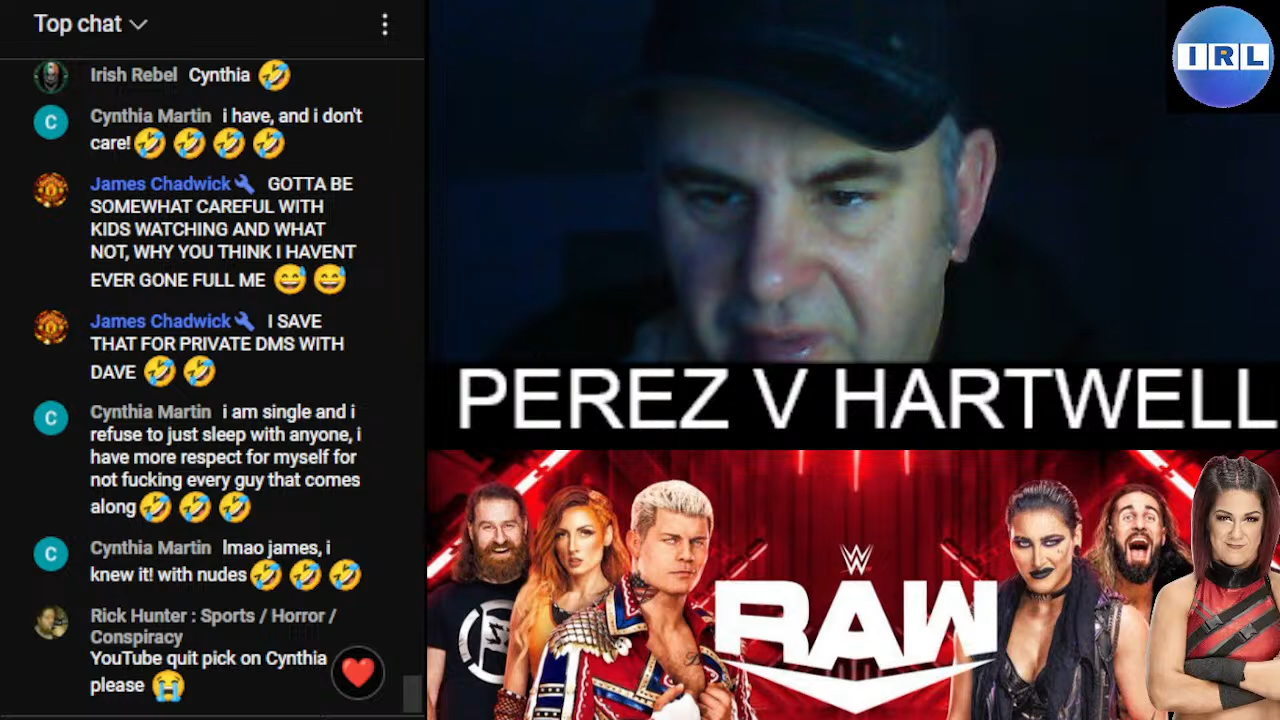 Top chat
Irish Rebel Cynthia 🤣
Cynthia Martin i have, and i don't
care!🤣 🤣 🤣 🤣
James Chadwick GOTTA BE
SOMEWHAT CAREFUL WITH
KIDS WATCHING AND WHAT
NOT, WHY YOU THINK I HAVENT
EVER GONE FULL ME 😅 😅
James Chadwick I SAVE
THAT FOR PRIVATE DMS WITH
DAVE 🤣 🤣
Cynthia Martin i am single and i
refuse to just sleep with anyone, i
have more respect for myself for
not fucking every guy that comes
along🤣 🤣 🤣
Cynthia Martin lmao james, i
knew it! with nudes🤣 🤣 🤣
Rick Hunter : Sports / Horror /
Conspiracy
YouTube quit pick on Cynthia
please 😭
C
C
C
IRL
PEREZ V HARTWELL
W
RAW